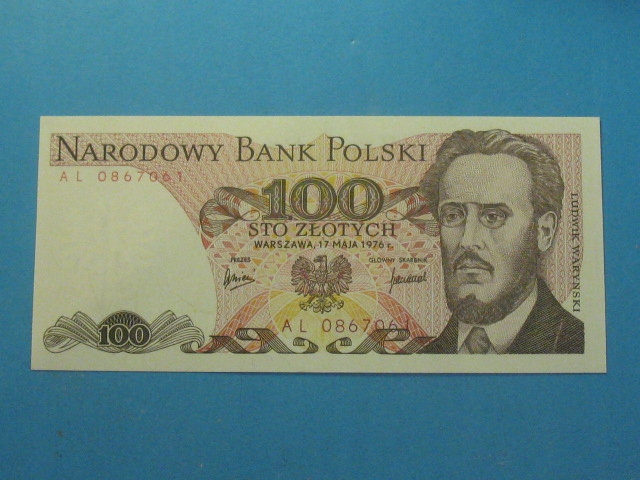 NARODOWY BANK POLSKI
AL 0867061
100
STO ZŁOTYCH
WARSZAWA, 17 MAJA 1976 r.
PREZES
GŁÓWNY SKARBNIK
AL 0867061
100
LUDWIK WARYŃSKI